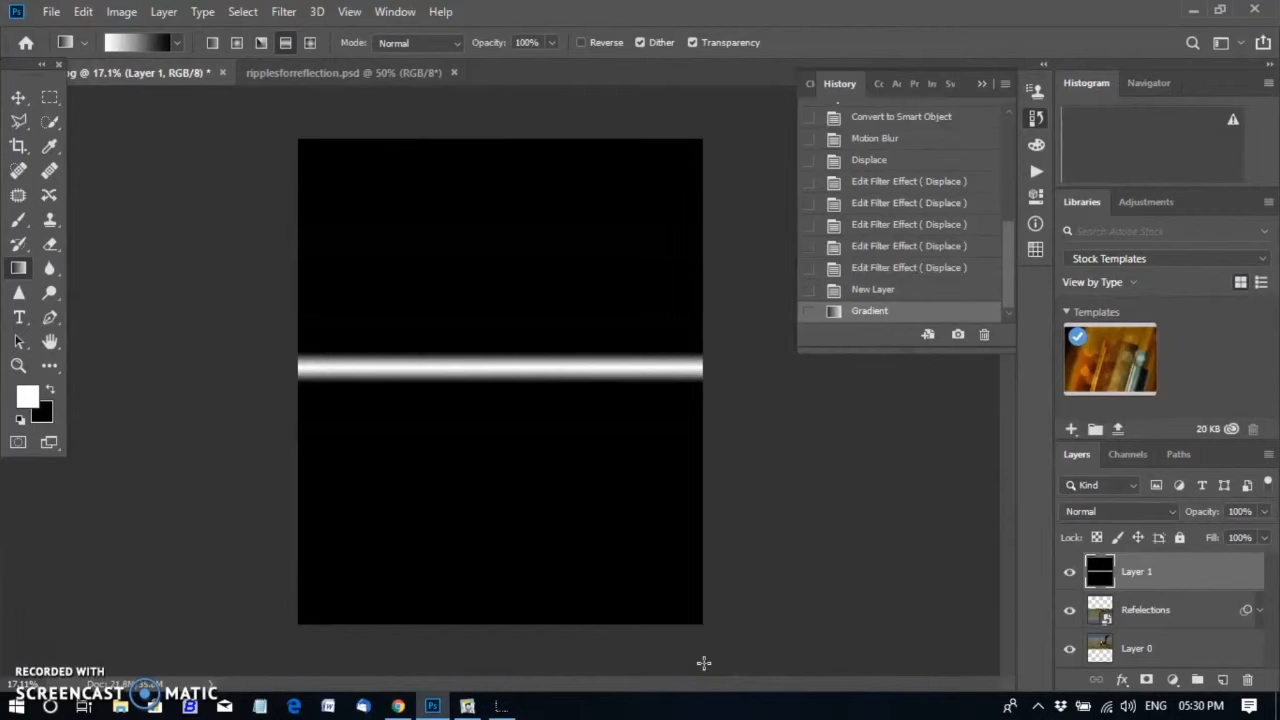 Ps File Edit Image Layer Type Select Filter 3D View Window Help
Mode: Normal Opacity: 100% Reverse Dither Transparency
og @ 17.1% (Layer 1, RGB/8) * × ripplesforreflection.psd @ 50% (RGB/8*) ×
History
Convert to Smart Object
Motion Blur
Displace
Edit Filter Effect ( Displace )
Edit Filter Effect ( Displace )
Edit Filter Effect ( Displace )
Edit Filter Effect ( Displace )
Edit Filter Effect ( Displace )
New Layer
Gradient
Histogram Navigator
Libraries Adjustments
Search Adobe Stock
Stock Templates
View by Type
Templates
20 KB
Layers Channels Paths
Kind
Normal Opacity: 100%
Lock: Fill: 100%
Layer 1
Refelections
Layer 0
RECORDED WITH
SCREENCAST MATIC
17.11%
ENG 05:30 PM